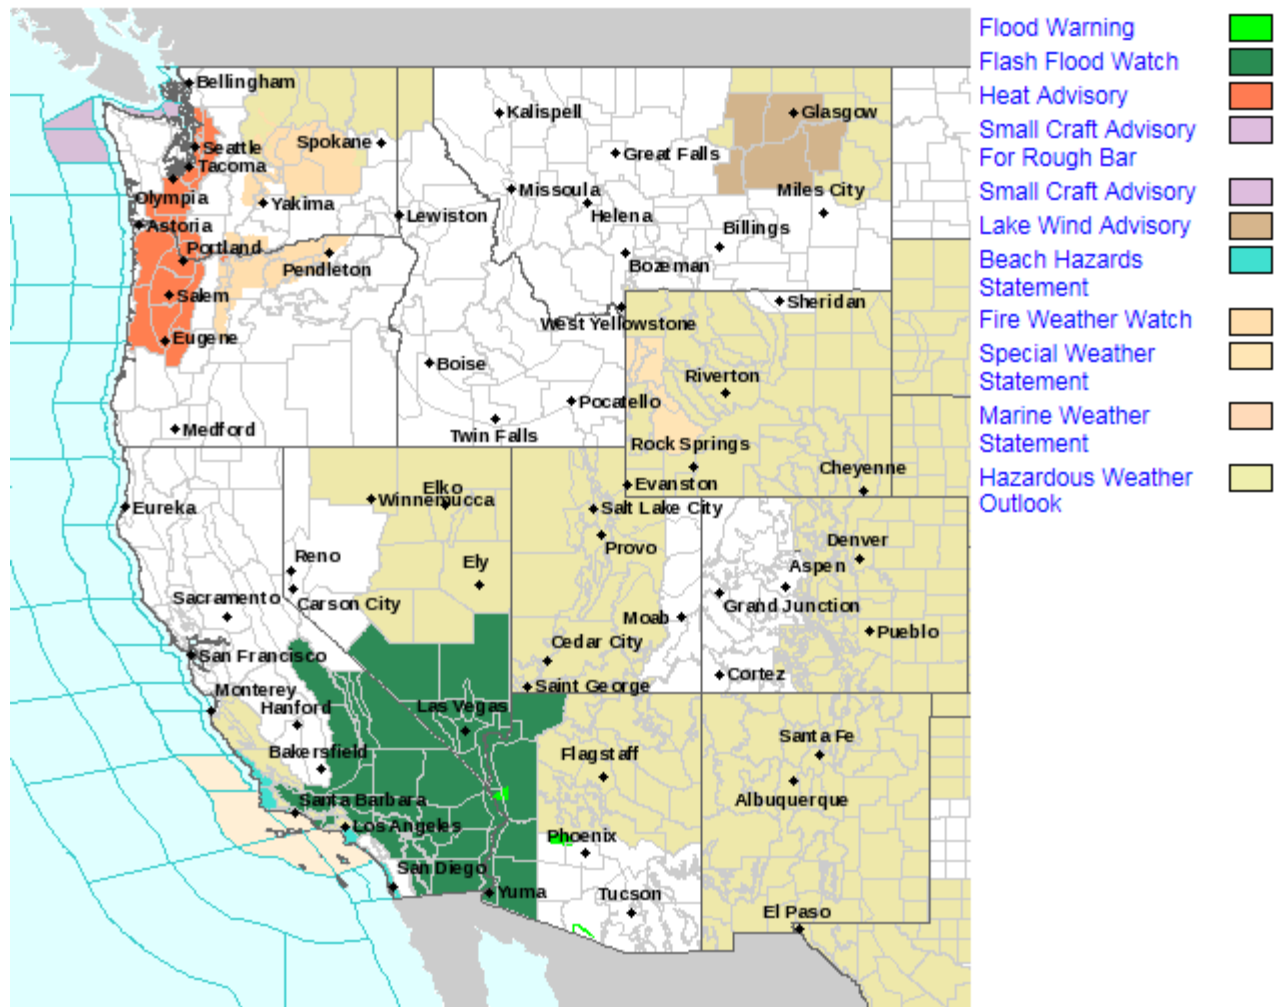 Bellingham
Kalispell
Glasgow
Spokane
Seattle
Great Falls
Tacoma
Missoula
Miles City
Olympia
Yakima
Helena
Lewiston
Astoria
Billings
Portland
Pendleton
Bozeman
Salem
Sheridan
West Yellowstone
Eugene
Boise
Riverton
Pocatello
Medford
Twin Falls
Rock Springs
Cheyenne
Evanston
Elko
Winnemucca
Eureka
Salt Lake City
Denver
Provo
Reno
Ely
Aspen
Sacramento
Carson City
Grand Junction
Moab
Pueblo
Cedar City
San Francisco
Cortez
Saint George
Monterey
Hanford
Las Vegas
Santa Fe
Bakersfield
Flagstaff
Santa Barbara
Albuquerque
Los Angeles
Phoenix
San Diego
Yuma
Tucson
El Paso
Flood Warning
Flash Flood Watch
Heat Advisory
Small Craft Advisory
For Rough Bar
Small Craft Advisory
Lake Wind Advisory
Beach Hazards
Statement
Fire Weather Watch
Special Weather
Statement
Marine Weather
Statement
Hazardous Weather
Outlook